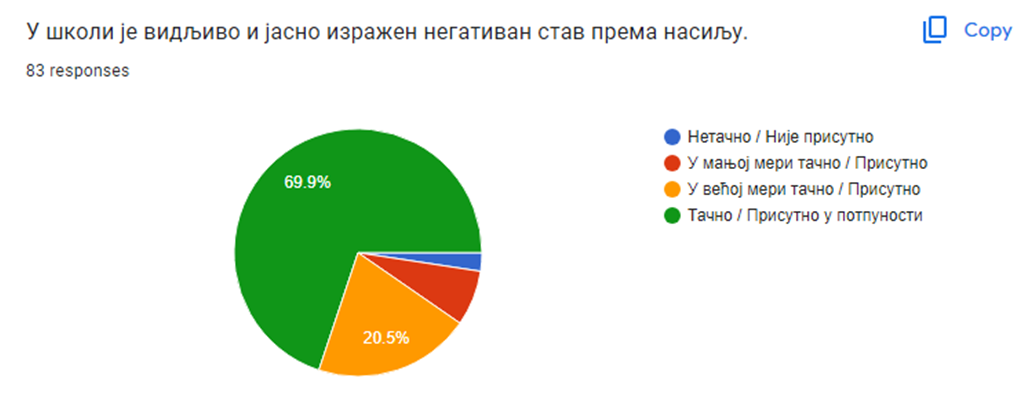 У школи је видљиво и јасно изражен негативан став према насиљу.
Copy
83 responses
69.9%
20.5%
Нетачно / Није присутно
У мањој мери тачно / Присутно
У већој мери тачно / Присутно
Тачно / Присутно у потпуности